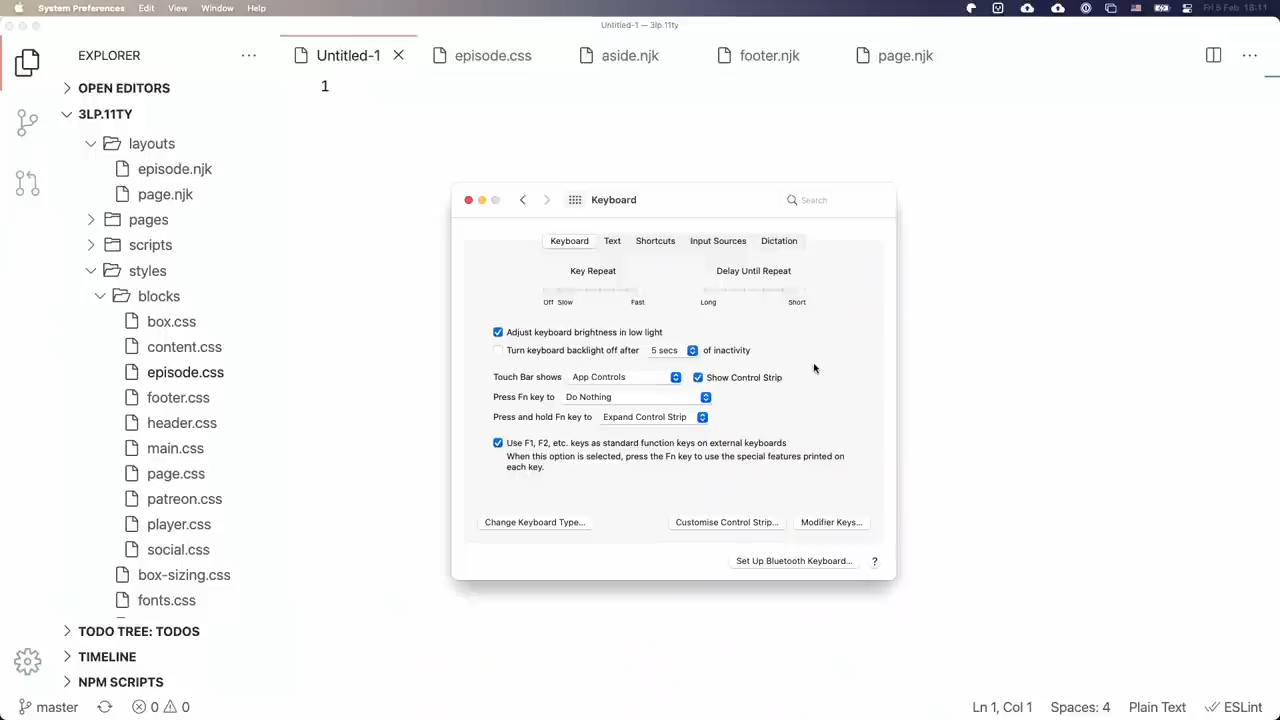 System Preferences Edit View Window Help Fri 5 Feb 18:11
Untitled-1 — 3lp.11ty
EXPLORER
Untitled-1 episode.css aside.njk footer.njk page.njk
OPEN EDITORS
1
3LP.11TY
layouts
episode.njk
page.njk
pages
scripts
styles
blocks
box.css
content.css
episode.css
footer.css
header.css
main.css
page.css
patreon.css
player.css
social.css
box-sizing.css
fonts.css
TODO TREE: TODOS
TIMELINE
NPM SCRIPTS
Keyboard
Search
Keyboard Text Shortcuts Input Sources Dictation
Key Repeat Delay Until Repeat
Off Slow Fast Long Short
Adjust keyboard brightness in low light
Turn keyboard backlight off after 5 secs of inactivity
Touch Bar shows App Controls Show Control Strip
Press Fn key to Do Nothing
Press and hold Fn key to Expand Control Strip
Use F1, F2, etc. keys as standard function keys on external keyboards
When this option is selected, press the Fn key to use the special features printed on
each key.
Change Keyboard Type... Customise Control Strip... Modifier Keys...
Set Up Bluetooth Keyboard... ?
master 0 0 Ln 1, Col 1 Spaces: 4 Plain Text ESLint